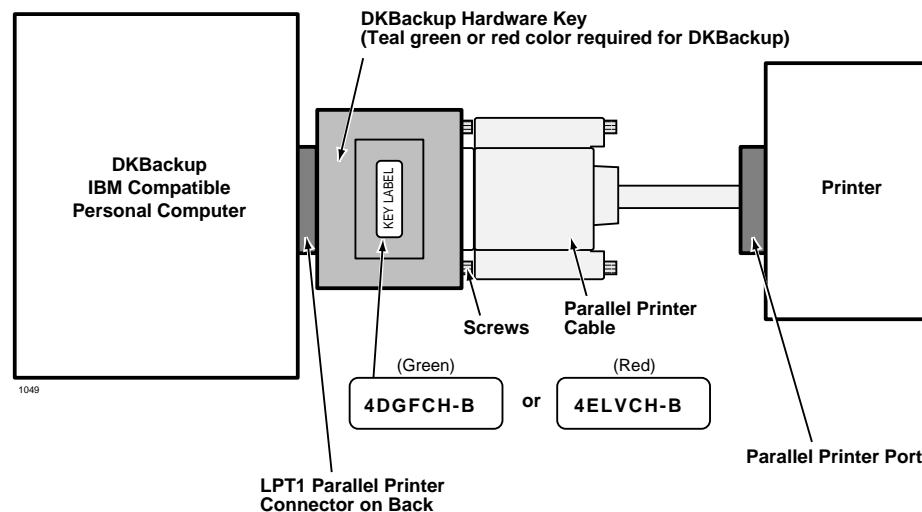 DKBackup Hardware Key
(Teal green or red color required for DKBackup)
DKBackup
IBM Compatible
Personal Computer
KEY LABEL
Printer
Screws
Parallel Printer
Cable
(Green)
(Red)
4DGFCH-B
or
4ELVCH-B
1049
Parallel Printer Port
LPT1 Parallel Printer
Connector on Back